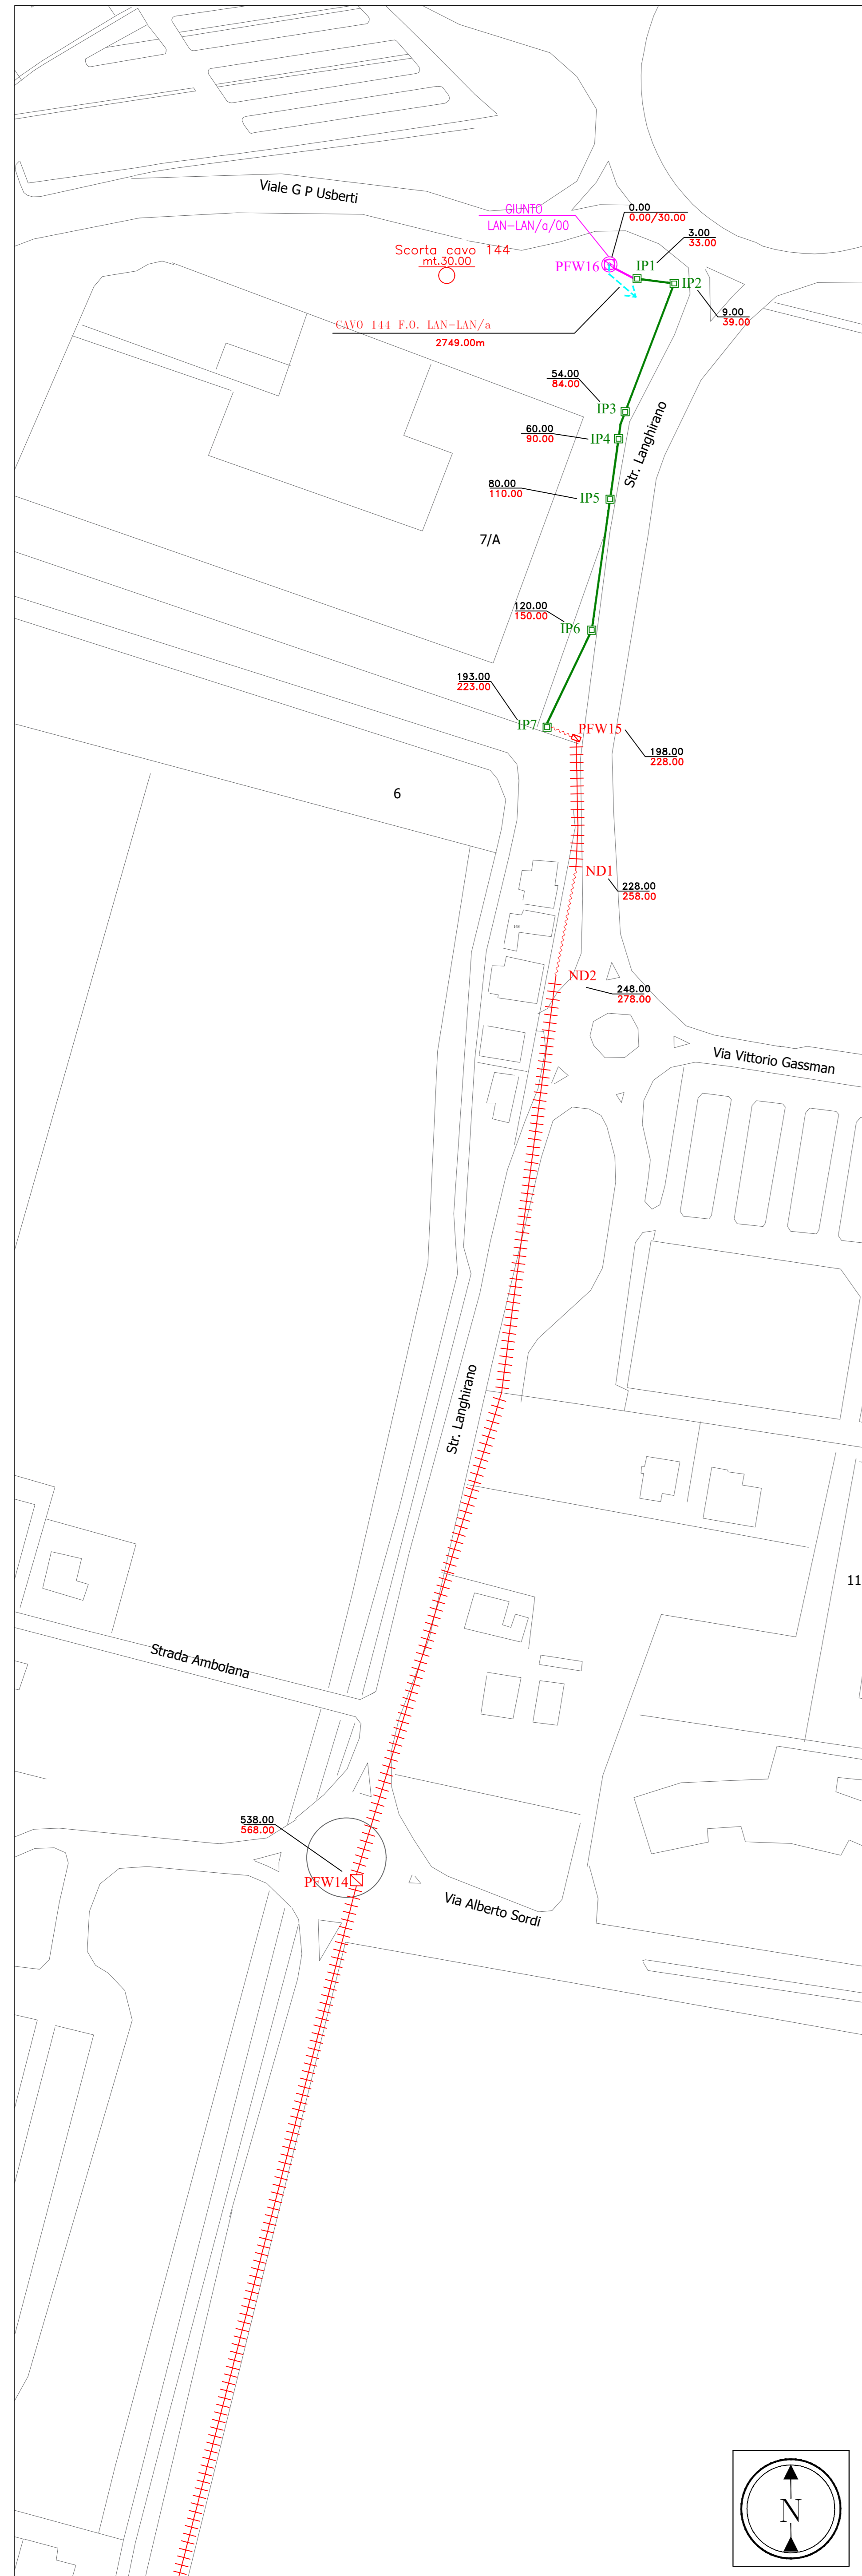 Viale G P Usberti
GIUNTO
LAN-LAN/a/00
0.00
0.00/30.00
3.00
33.00
Scorta cavo 144
mt.30.00
PFW16
IP1
IP2
9.00
39.00
CAVO 144 F.O. LAN-LAN/a
2749.00m
54.00
84.00
IP3
Str. Langhirano
60.00
90.00
IP4
80.00
110.00
IP5
7/A
120.00
150.00
IP6
193.00
223.00
IP7
PFW15
198.00
228.00
6
ND1
228.00
258.00
ND2
248.00
278.00
Via Vittorio Gassman
Str. Langhirano
11
Strada Ambolana
538.00
568.00
PFW14
Via Alberto Sordi
N